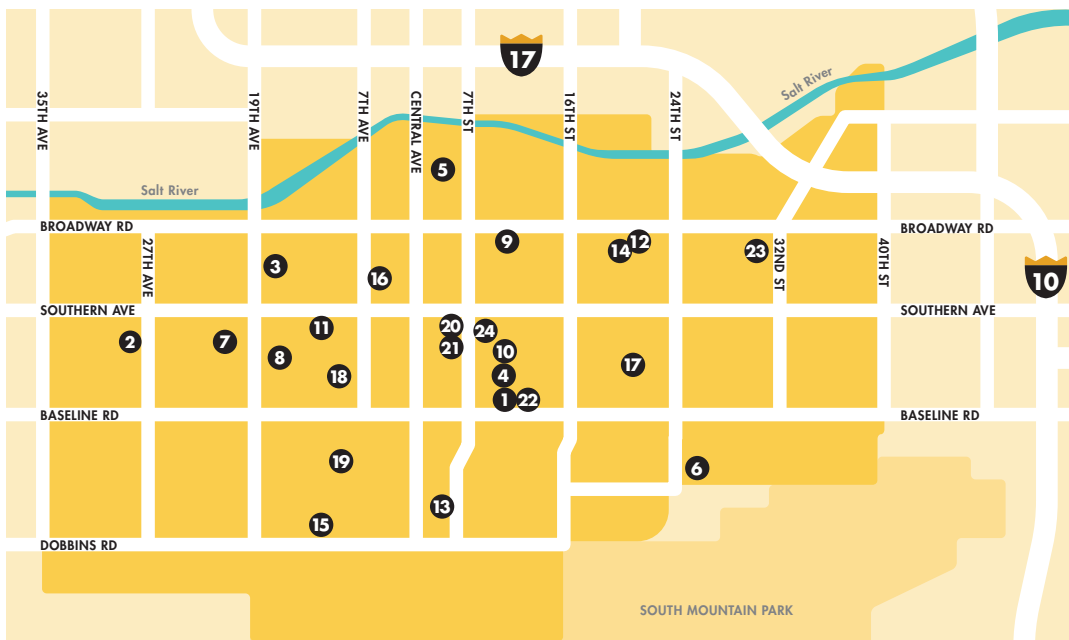 17
35TH AVE
19TH AVE
7TH AVE
CENTRAL AVE
7TH ST
16TH ST
24TH ST
Salt River
5
Salt River
BROADWAY RD
BROADWAY RD
27TH AVE
3
16
9
14
12
23
32ND ST
40TH ST
10
SOUTHERN AVE
SOUTHERN AVE
2
7
11
8
18
20
21
24
10
4
1
22
17
BASELINE RD
BASELINE RD
19
6
13
15
DOBBINS RD
SOUTH MOUNTAIN PARK